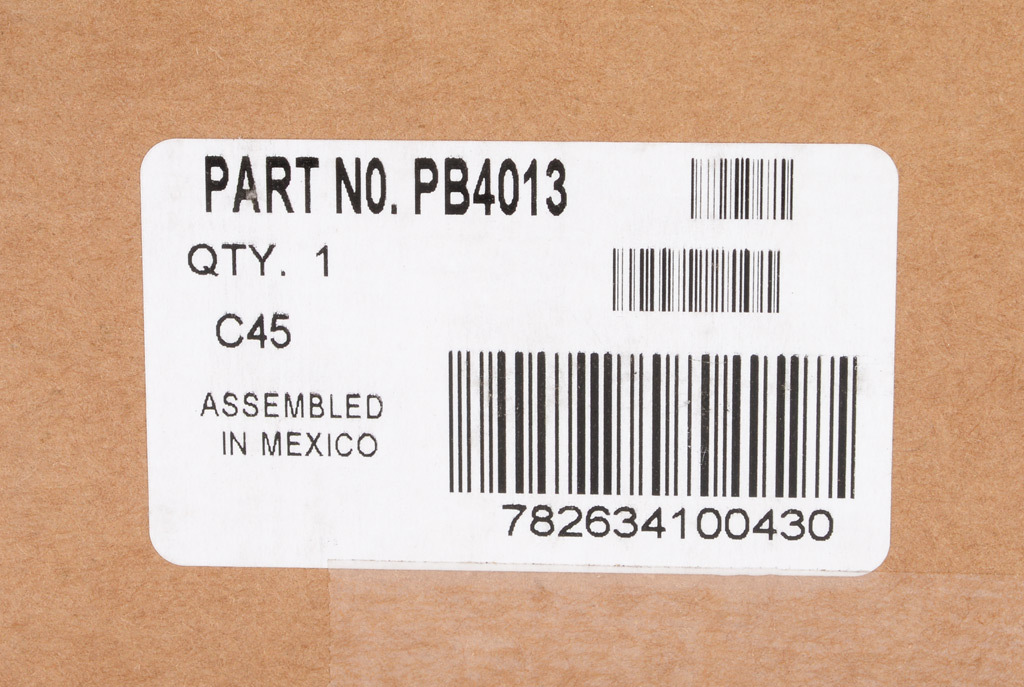 PART NO. PB4013
QTY. 1
C45
ASSEMBLED
IN MEXICO
782634100430